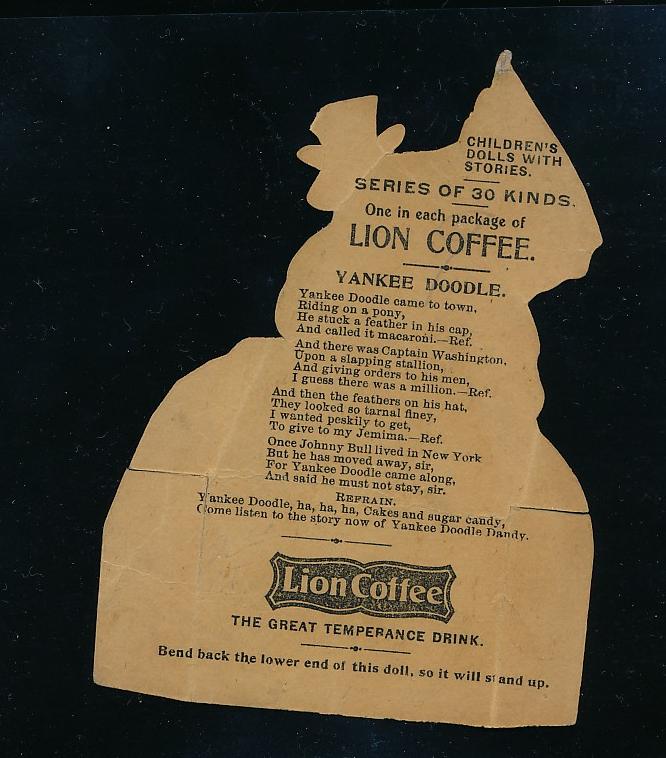 CHILDREN'S
DOLLS WITH
STORIES.
SERIES OF 30 KINDS.
One in each package of
LION COFFEE.
YANKEE DOODLE.
Yankee Doodle came to town,
Riding on a pony,
He stuck a feather in his cap,
And called it macaroni.—Ref.
And there was Captain Washington,
Upon a slapping stallion,
And giving orders to his men,
I guess there was a million.—Ref.
And then the feathers on his hat,
They looked so tarnal finey,
I wanted peskily to get,
To give to my Jemima.—Ref.
Once Johnny Bull lived in New York
But he has moved away, sir,
For Yankee Doodle came along,
And said he must not stay, sir.
REFRAIN.
Yankee Doodle, ha, ha, ha, Cakes and sugar candy,
Come listen to the story now of Yankee Doodle Dandy.
Lion Coffee
THE GREAT TEMPERANCE DRINK.
Bend back the lower end of this doll, so it will stand up.